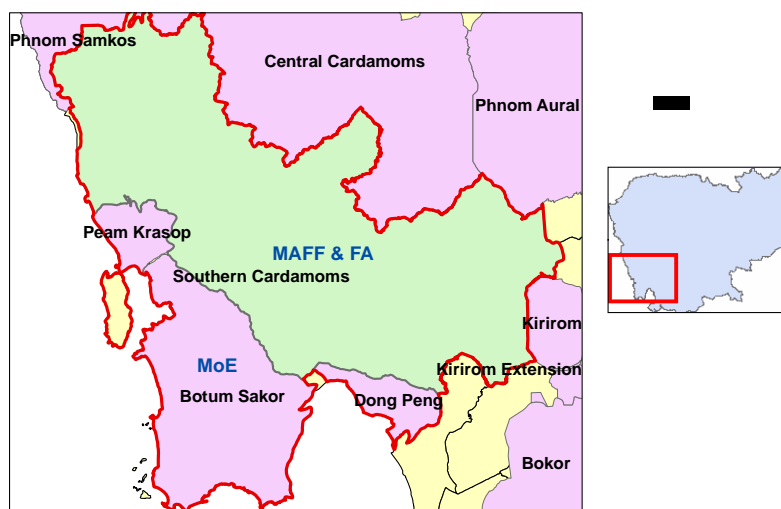 Phnom Samkos
Central Cardamoms
Phnom Aural
Peam Krasop
MAFF & FA
Southern Cardamoms
Kirirom
MoE
Kirirom Extension
Botum Sakor
Dong Peng
Bokor